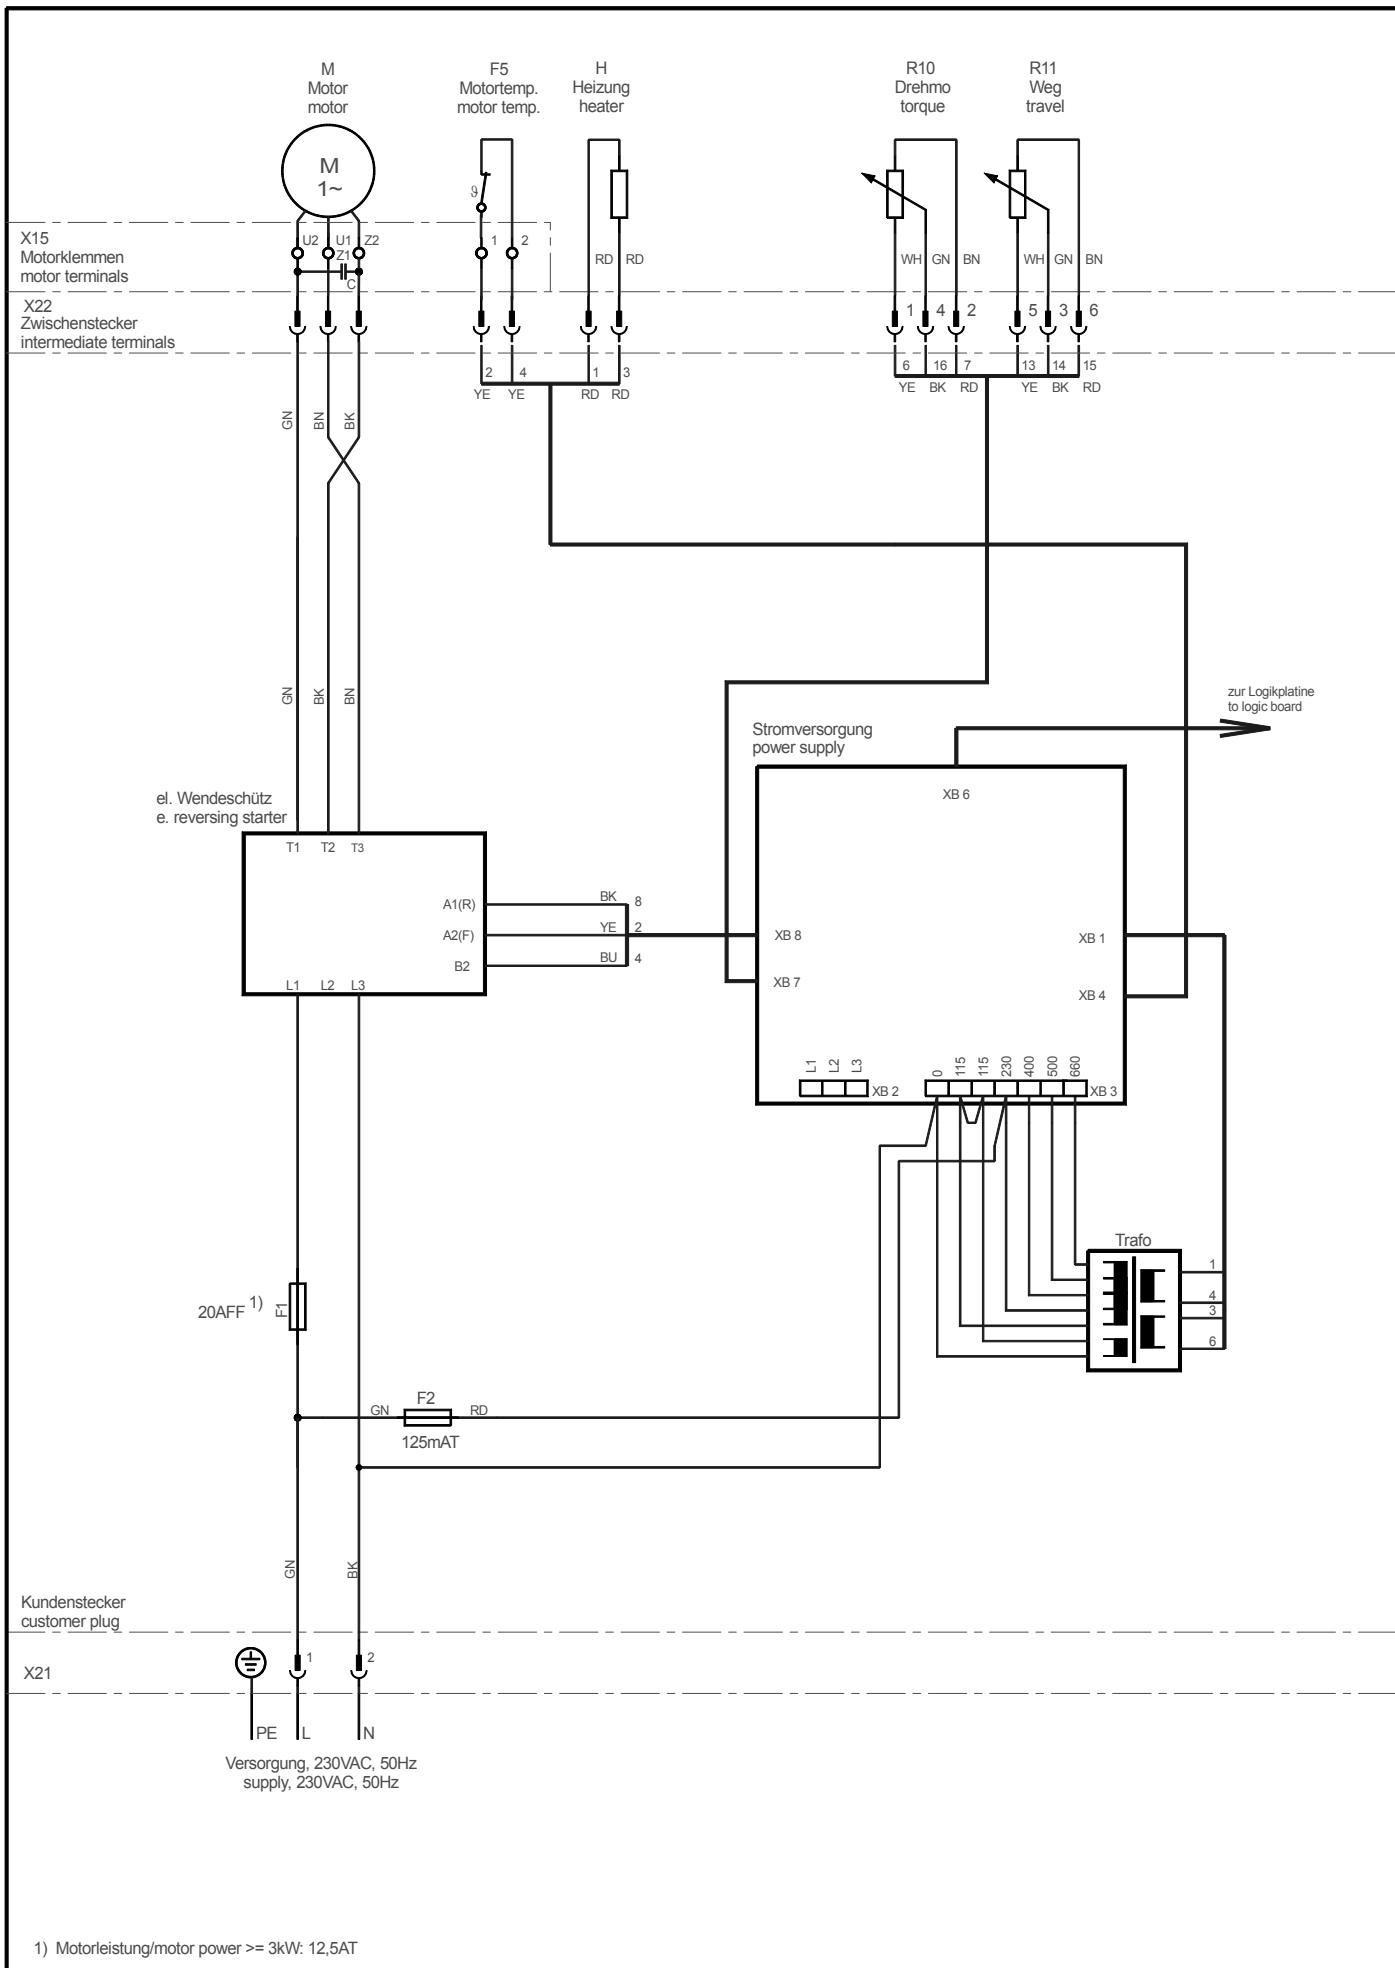 M
Motor
motor
F5
Motortemp.
motor temp.
H
Heizung
heater
R10
Drehmo
torque
R11
Weg
travel
M
1~
ϑ
X15
Motorklemmen
motor terminals
U2 U1 Z2
Z1
C
1 2
RD RD
WH GN BN
WH GN BN
X22
Zwischenstecker
intermediate terminals
1 4 2 5 3 6
2 4 1 3
YE YE RD RD
6 16 7 13 14 15
YE BK RD YE BK RD
GN BN BK
GN BK BN
zur Logikplatine
to logic board
Stromversorgung
power supply
XB 6
el. Wendeschütz
e. reversing starter
T1 T2 T3
A1(R) BK 8
A2(F) YE 2
B2 BU 4
L1 L2 L3
XB 8
XB 7
XB 1
XB 4
L1 L2 L3
XB 2
0 115 115 230 400 500 660
XB 3
Trafo
1
4
3
6
20AFF 1)
F1
F2
GN RD
125mAT
GN BK
Kundenstecker
customer plug
X21
1 2
PE L N
Versorgung, 230VAC, 50Hz
supply, 230VAC, 50Hz
1) Motorleistung/motor power >= 3kW: 12,5AT